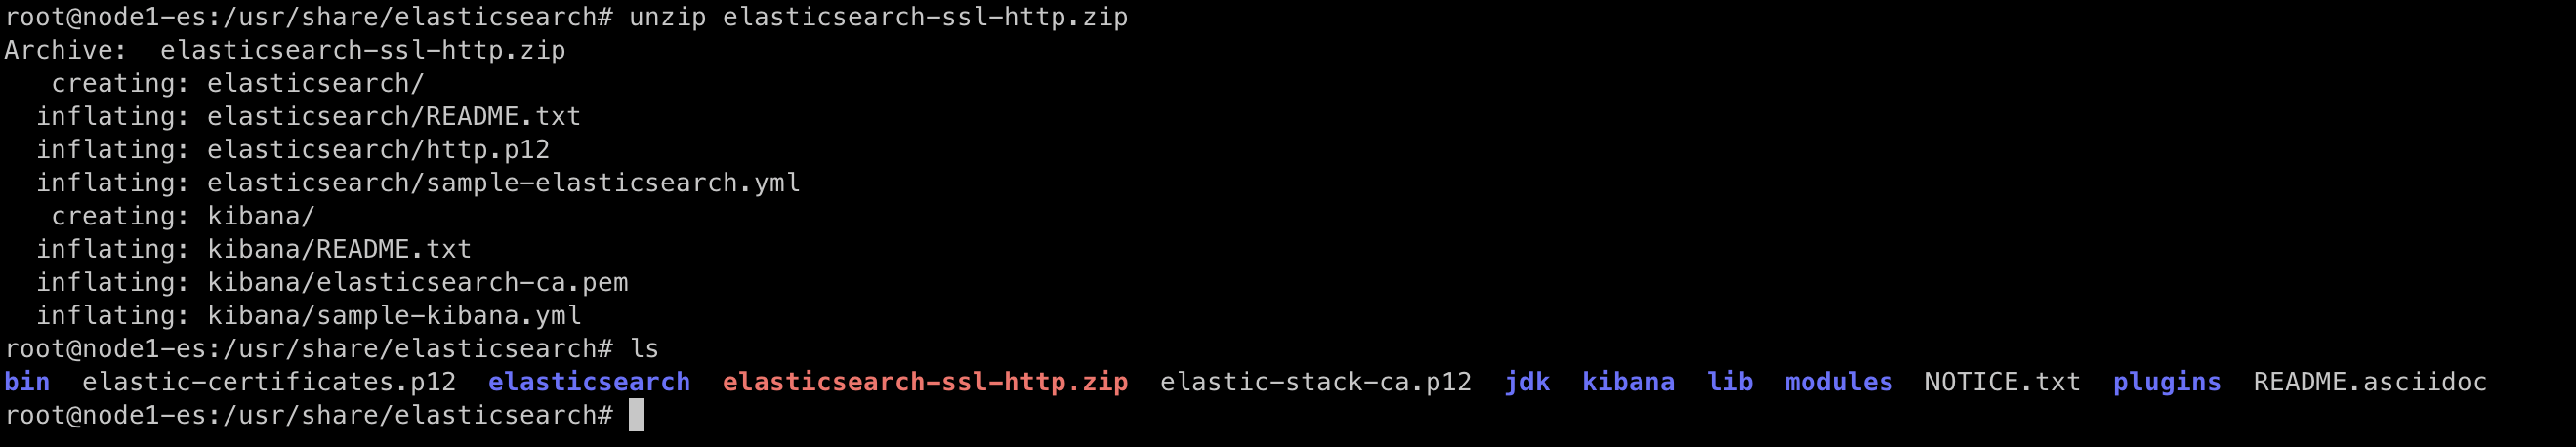 root@node1-es:/usr/share/elasticsearch# unzip elasticsearch-ssl-http.zip
Archive:  elasticsearch-ssl-http.zip
   creating: elasticsearch/
  inflating: elasticsearch/README.txt
  inflating: elasticsearch/http.p12
  inflating: elasticsearch/sample-elasticsearch.yml
   creating: kibana/
  inflating: kibana/README.txt
  inflating: kibana/elasticsearch-ca.pem
  inflating: kibana/sample-kibana.yml
root@node1-es:/usr/share/elasticsearch# ls
bin  elastic-certificates.p12  elasticsearch  elasticsearch-ssl-http.zip  elastic-stack-ca.p12  jdk  kibana  lib  modules  NOTICE.txt  plugins  README.asciidoc
root@node1-es:/usr/share/elasticsearch#